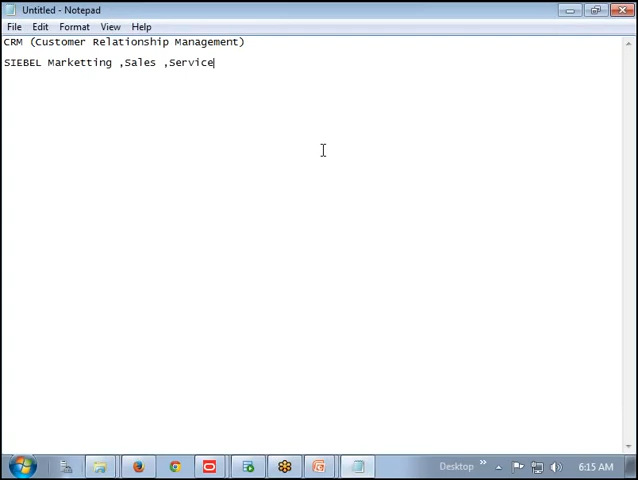 Untitled - Notepad
File Edit Format View Help
CRM (Customer Relationship Management)
SIEBEL Marketting ,Sales ,Service
Desktop » 6:15 AM